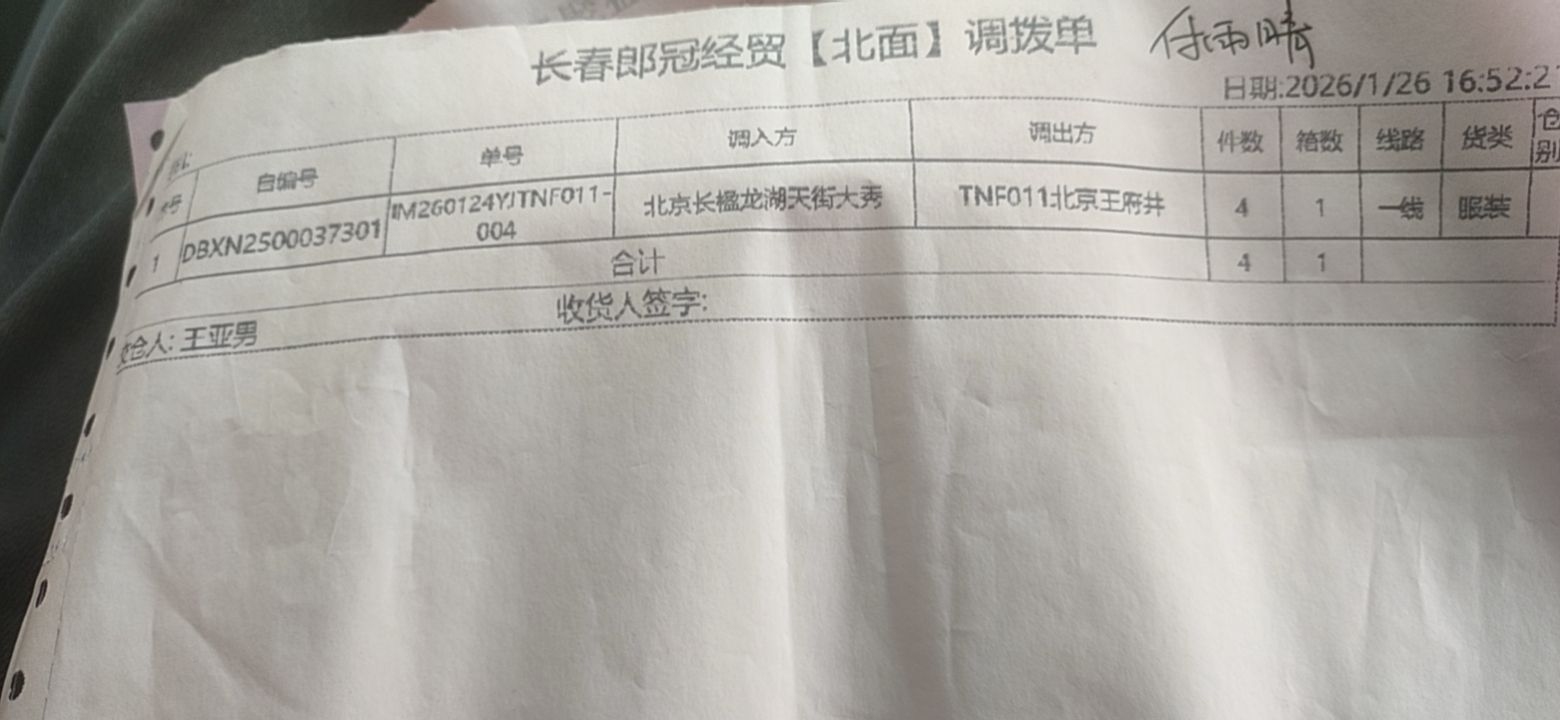 长春郎冠经贸【北面】调拨单 付雨晴
日期:2026/1/26 16:52:2
自编号 单号 调入方 调出方 件数 箱数 线路 货类 仓别
1 DBXN2500037301 IM260124YJTNF011-004 北京长楹龙湖天街大秀 TNF011北京王府井 4 1 一线 服装
合计 4 1
仓人: 王亚男 收货人签字: